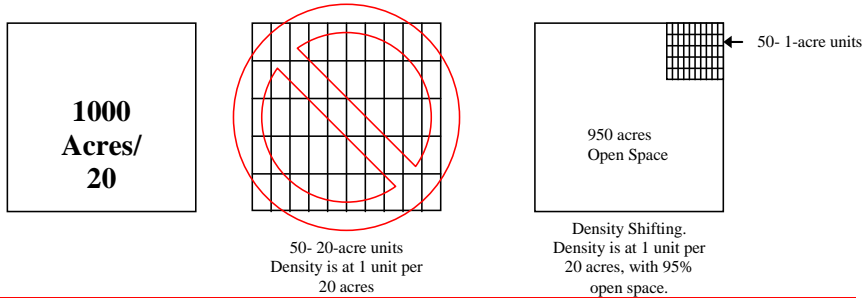 1000
Acres/
20
50- 20-acre units
Density is at 1 unit per
20 acres
50- 1-acre units
950 acres
Open Space
Density Shifting.
Density is at 1 unit per
20 acres, with 95%
open space.